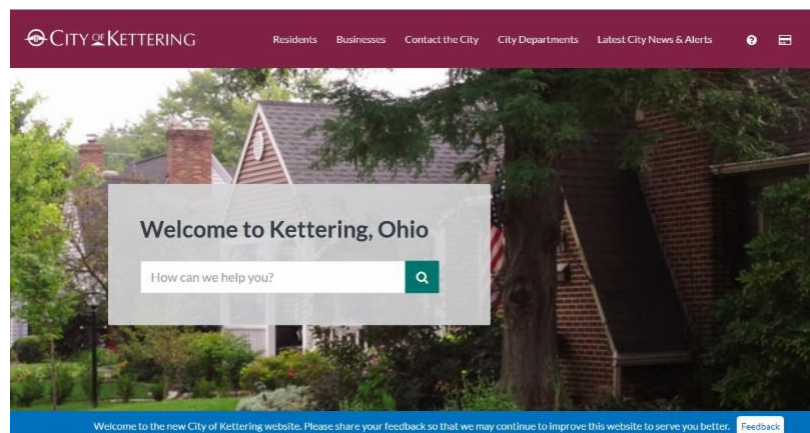 CITY OF KETTERING
Residents Businesses Contact the City City Departments Latest City News & Alerts
Welcome to Kettering, Ohio
How can we help you?
Welcome to the new City of Kettering website. Please share your feedback so that we may continue to improve this website to serve you better. Feedback